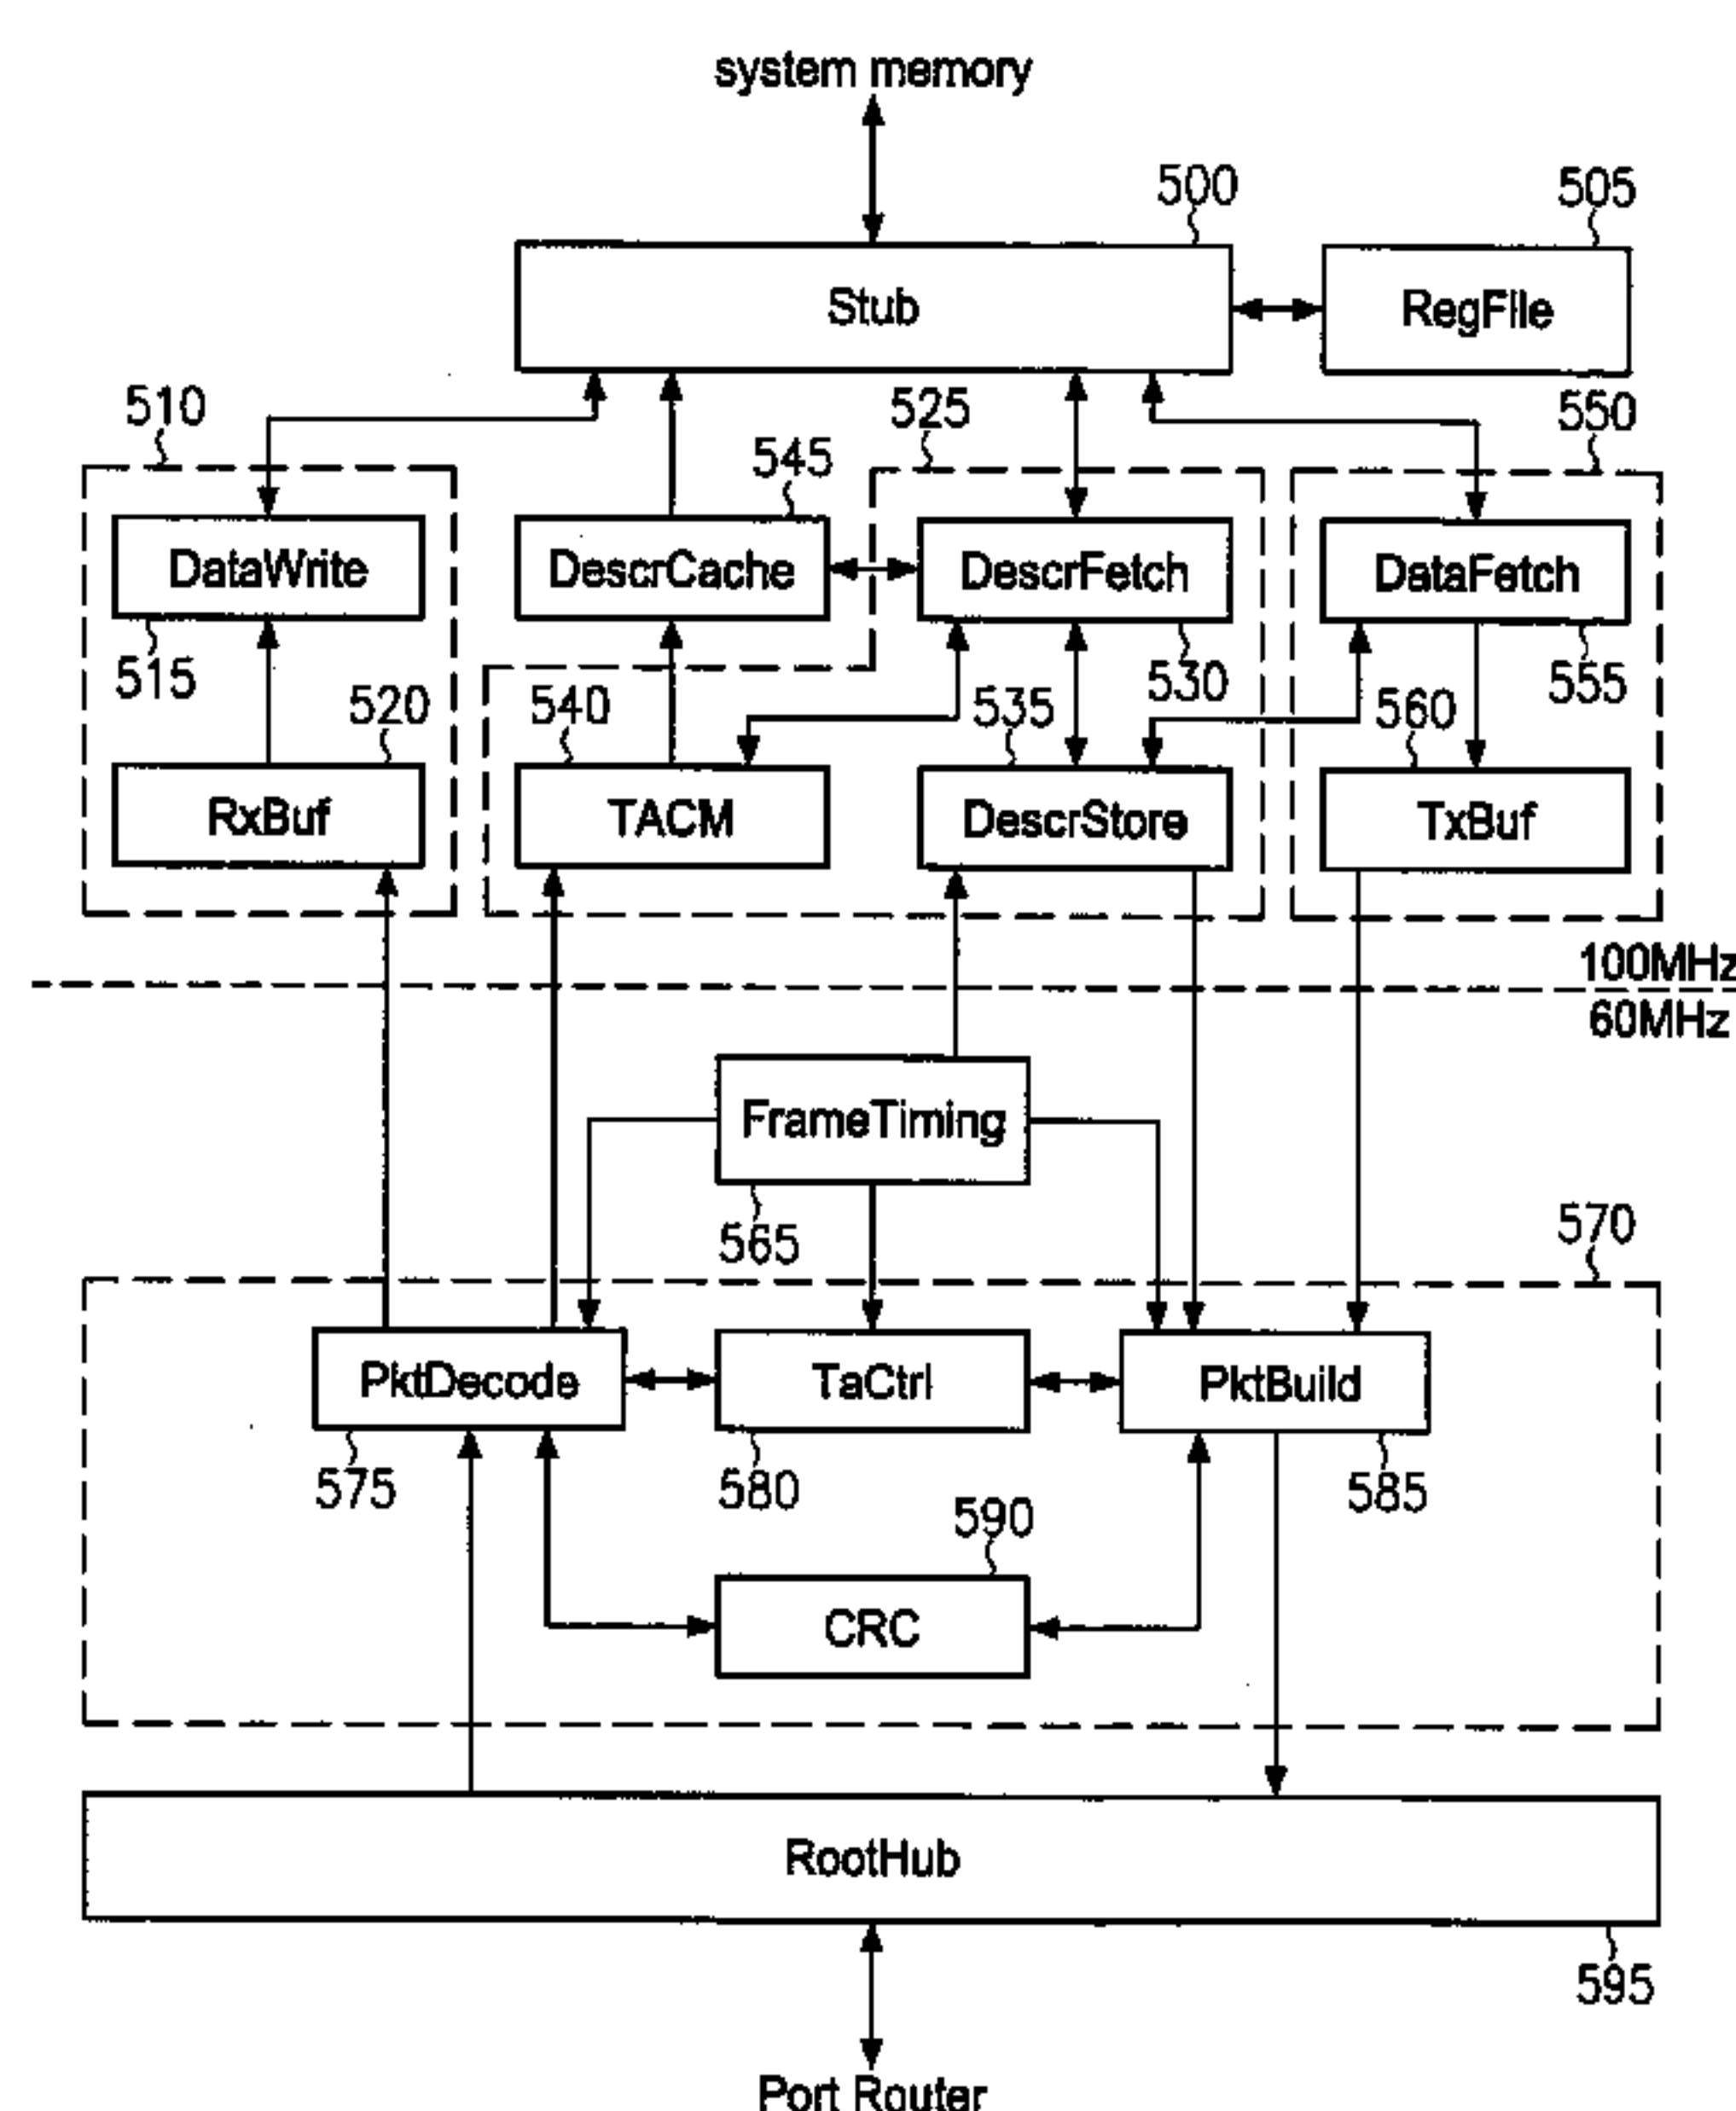 system memory
500
505
Stub
RegFile
510
525
550
545
DataWrite
DescrCache
DescrFetch
DataFetch
515
530
555
520
540
535
560
RxBuf
TACM
DescrStore
TxBuf
100MHz
60MHz
FrameTiming
565
570
PktDecode
TaCtrl
PktBuild
575
580
585
590
CRC
RootHub
595
Port Router